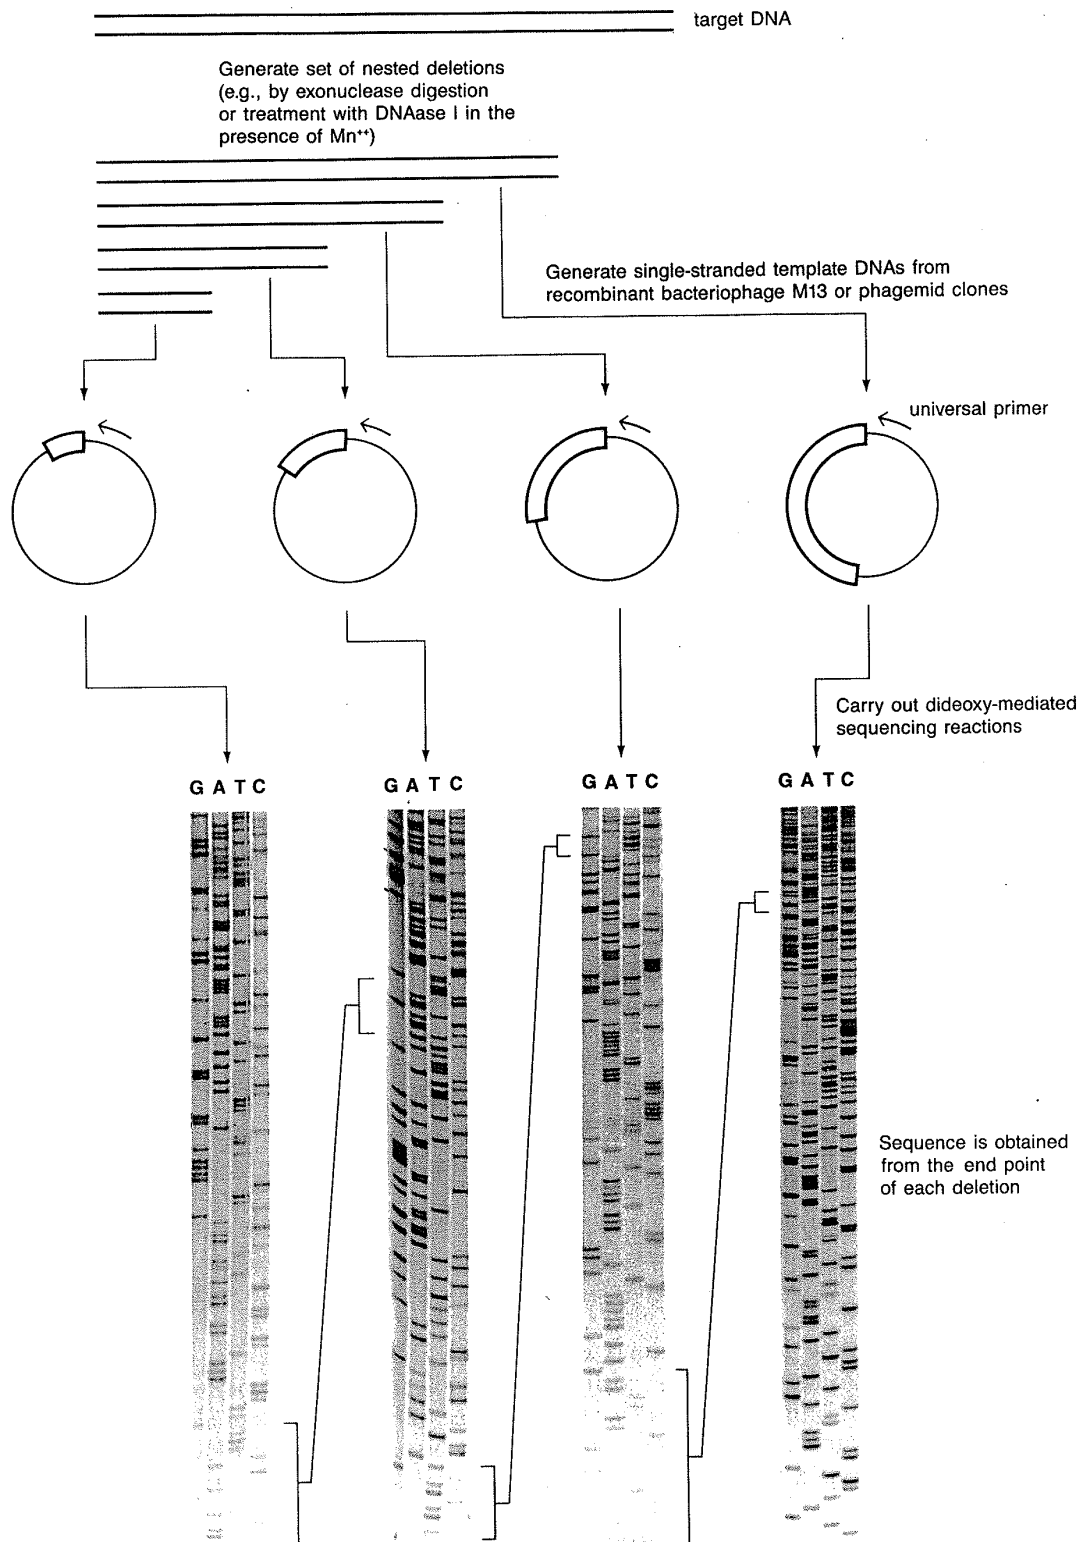 target DNA
Generate set of nested deletions
(e.g., by exonuclease digestion
or treatment with DNAase I in the
presence of Mn⁺⁺)
Generate single-stranded template DNAs from
recombinant bacteriophage M13 or phagemid clones
universal primer
Carry out dideoxy-mediated
sequencing reactions
G A T C
G A T C
G A T C
G A T C
Sequence is obtained
from the end point
of each deletion